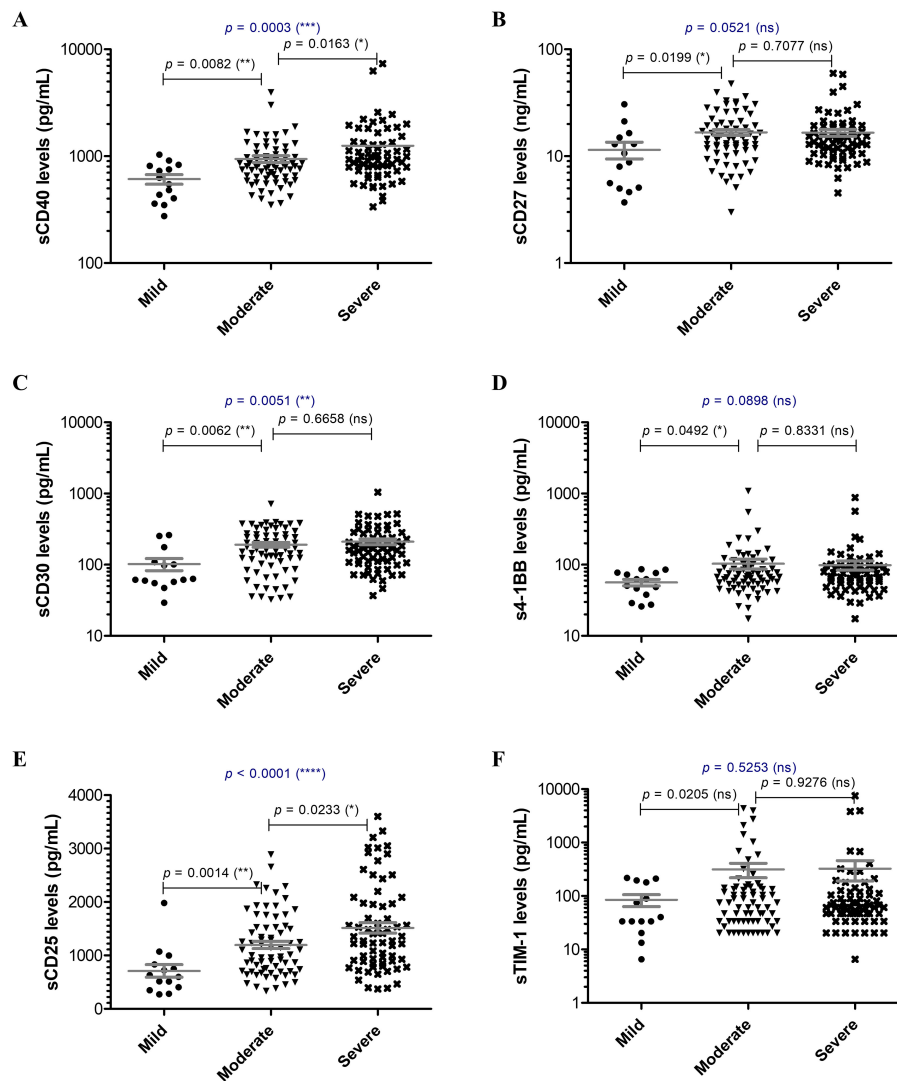 A
p = 0.0003 (***)
p = 0.0163 (*)
p = 0.0082 (**)
10000
1000
100
sCD40 levels (pg/mL)
Mild
Moderate
Severe
B
p = 0.0521 (ns)
p = 0.7077 (ns)
p = 0.0199 (*)
100
10
1
sCD27 levels (ng/mL)
Mild
Moderate
Severe
C
p = 0.0051 (**)
p = 0.6658 (ns)
p = 0.0062 (**)
10000
1000
100
10
sCD30 levels (pg/mL)
Mild
Moderate
Severe
D
p = 0.0898 (ns)
p = 0.0492 (*)
p = 0.8331 (ns)
10000
1000
100
10
s4-1BB levels (pg/mL)
Mild
Moderate
Severe
E
p < 0.0001 (****)
p = 0.0233 (*)
p = 0.0014 (**)
4000
3000
2000
1000
0
sCD25 levels (pg/mL)
Mild
Moderate
Severe
F
p = 0.5253 (ns)
p = 0.9276 (ns)
p = 0.0205 (ns)
10000
1000
100
10
1
sTIM-1 levels (pg/mL)
Mild
Moderate
Severe